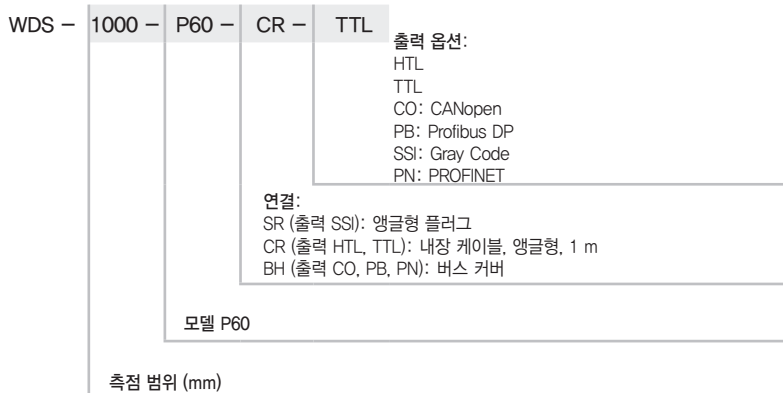 WDS - 1000 - P60 - CR - TTL
출력 옵션:
HTL
TTL
CO: CANopen
PB: Profibus DP
SSI: Gray Code
PN: PROFINET
연결:
SR (출력 SSI): 앵글형 플러그
CR (출력 HTL, TTL): 내장 케이블, 앵글형, 1 m
BH (출력 CO, PB, PN): 버스 커버
모델 P60
측점 범위 (mm)